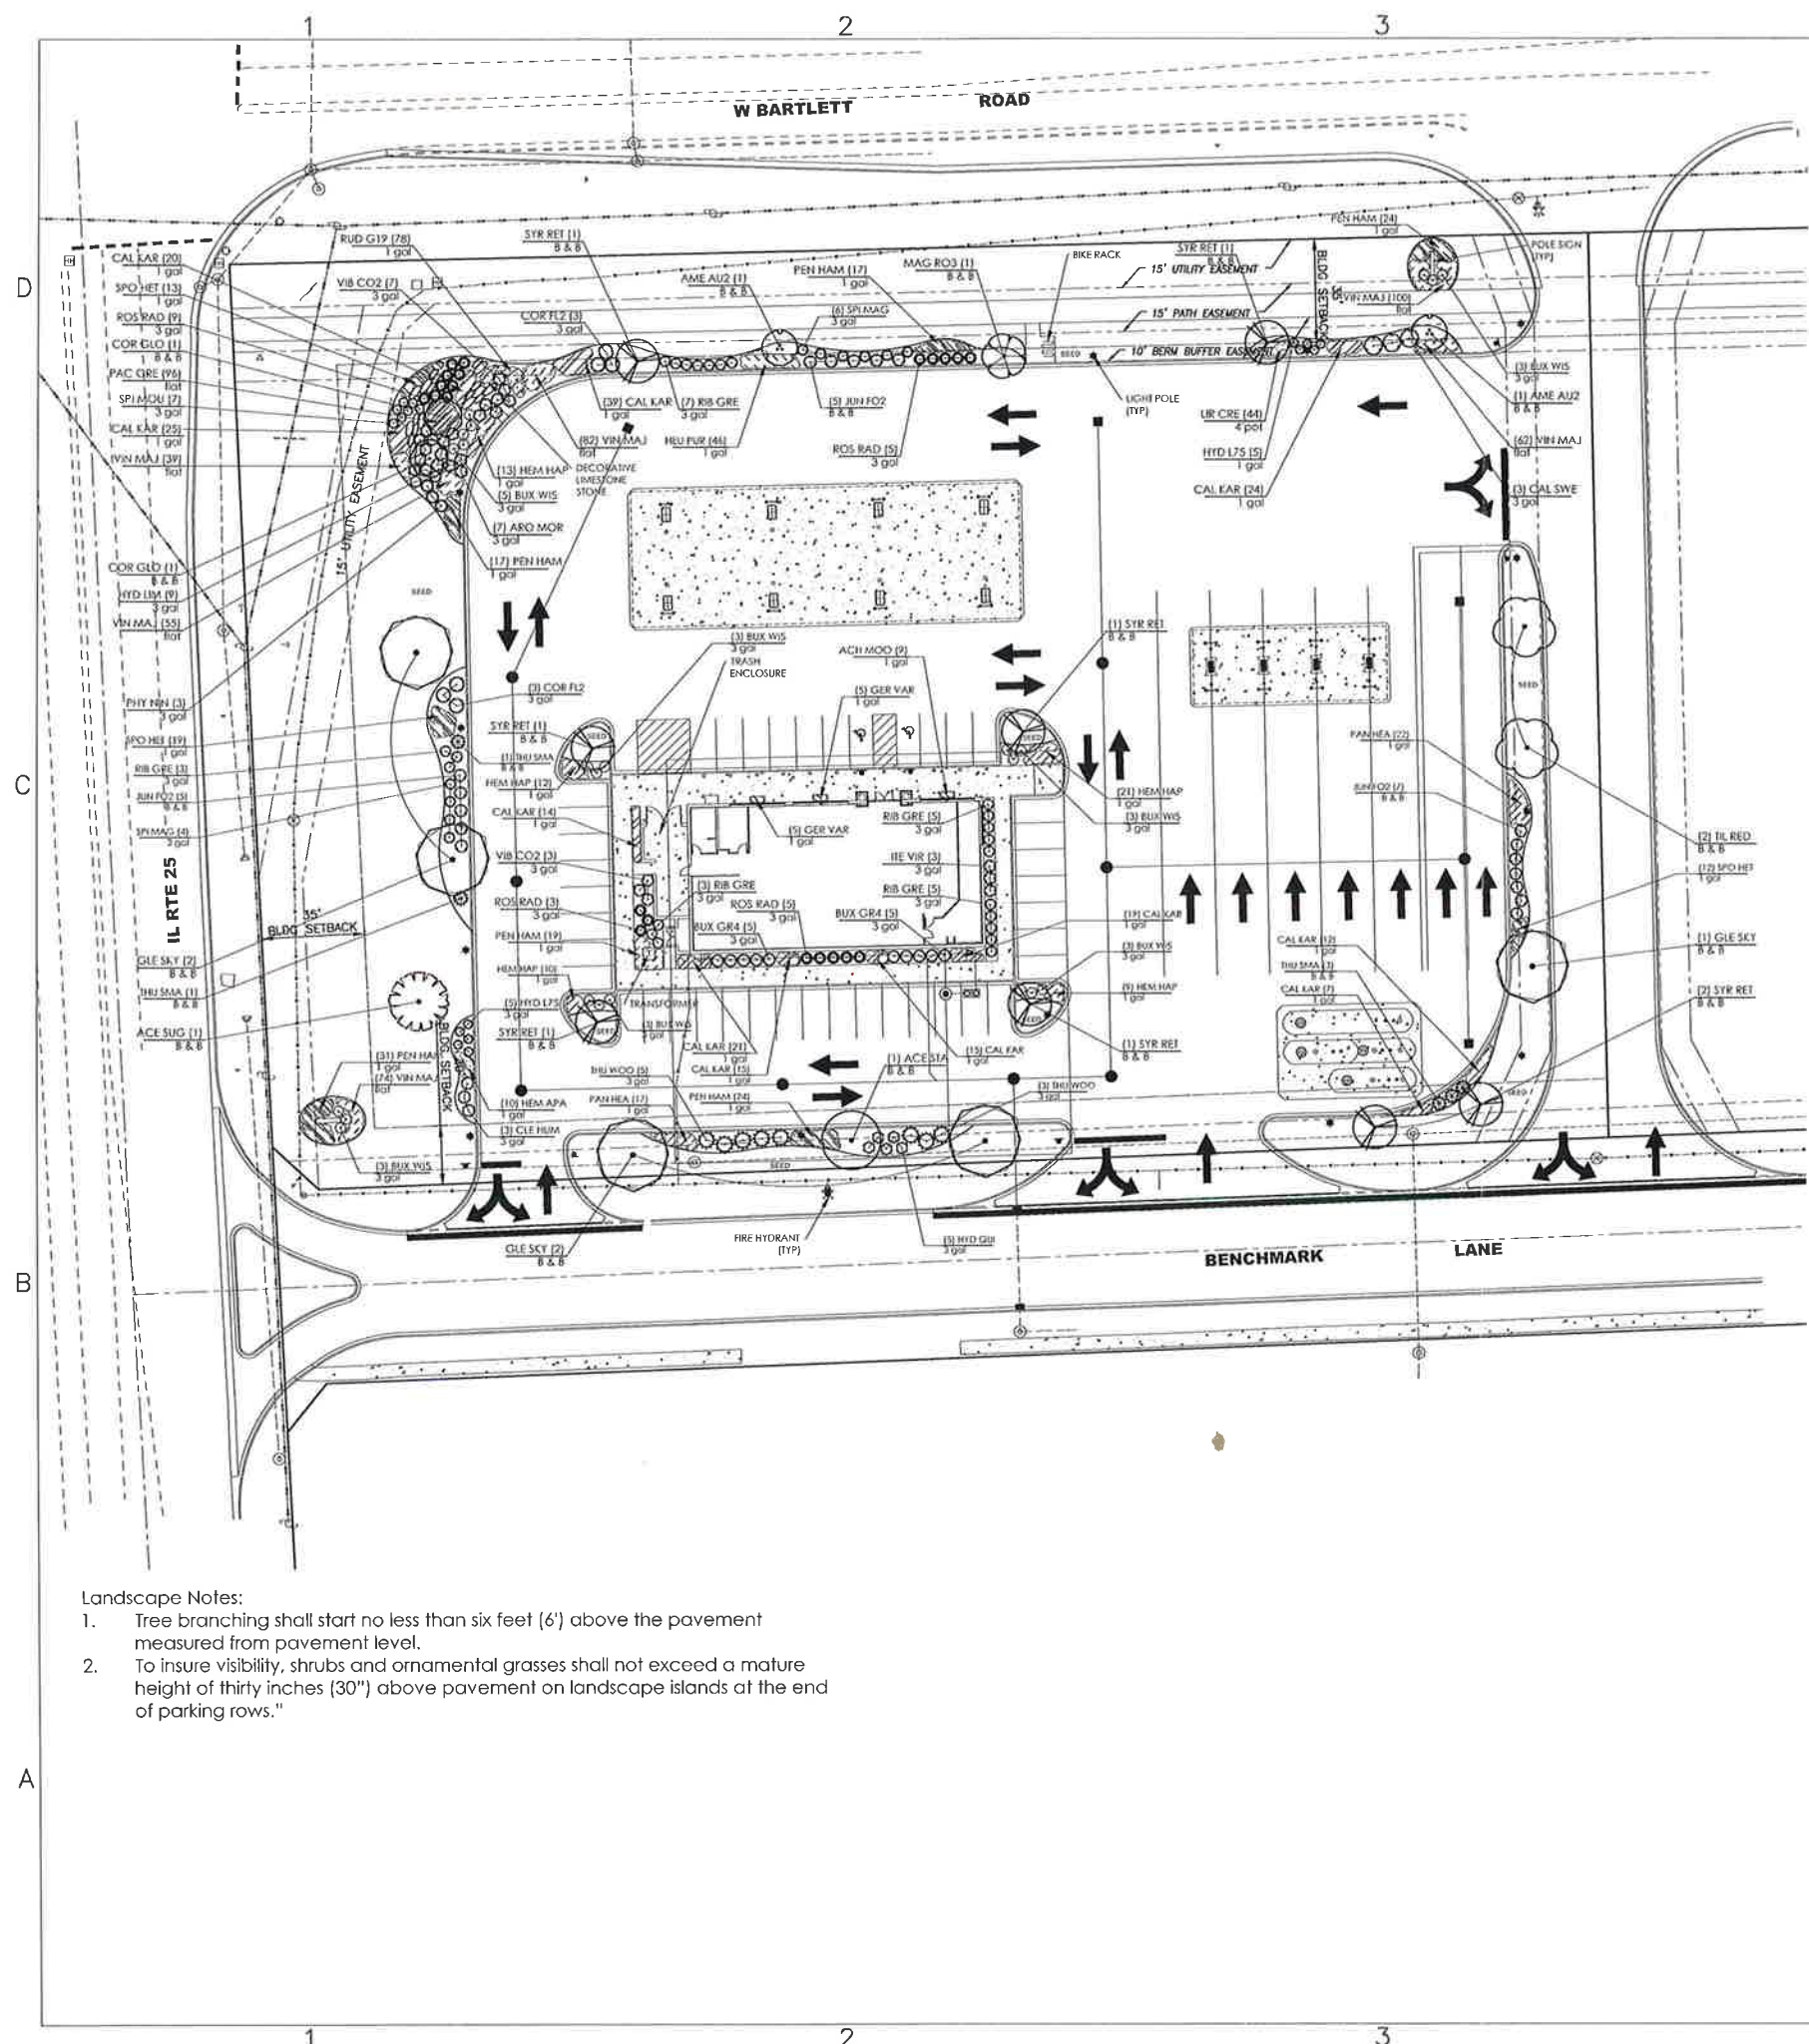 1
2
3
W BARTLETT ROAD
D
RUD G19 (78)
1 gal
SYR RET (1)
B & B
CAL KAR (20)
1 gal
SPO HET (13)
1 gal
ROS RAD (9)
3 gal
COR GLO (1)
B & B
PAC GRE (96)
flat
SPI MOU (7)
3 gal
CAL KAR (25)
1 gal
VIN MAJ (39)
flat
VIB CO2 (7)
3 gal
COR FL2 (3)
3 gal
AME AU2 (1)
B & B
PEN HAM (17)
1 gal
(6) SPI MAG
3 gal
MAG RO3 (1)
B & B
BIKE RACK
SYR RET (1)
B & B
15' UTILITY EASEMENT
15' PATH EASEMENT
10' BERM BUFFER EASEMENT
BLDG SETBACK
35'
PEN HAM (24)
1 gal
POLE SIGN
(TYP)
VIN MAJ (100)
flat
SEED
LIGHT POLE
(TYP)
(3) BUX WIS
3 gal
(1) AME AU2
B & B
(62) VIN MAJ
flat
(3) CAL SWE
3 gal
LIR CRE (44)
4 pot
HYD L75 (5)
1 gal
CAL KAR (24)
1 gal
(39) CAL KAR
1 gal
(7) RIB GRE
3 gal
(82) VIN MAJ
flat
HEU PUR (46)
1 gal
(5) JUN FO2
B & B
ROS RAD (5)
3 gal
(13) HEM HAP
1 gal
DECORATIVE
LIMESTONE
STONE
(5) BUX WIS
3 gal
(7) ARO MOR
3 gal
(17) PEN HAM
1 gal
15' UTILITY EASEMENT
COR GLO (1)
B & B
HYD LIM (9)
3 gal
VIN MAJ (55)
flat
SEED
PHY NIN (3)
3 gal
SPO HET (39)
1 gal
RIB GRE (3)
3 gal
JUN FO2 (5)
B & B
SPI MAG (4)
3 gal
(3) COR FL2
3 gal
SYR RET (1)
B & B
SEED
(1) THU SMA
B & B
HEM HAP (12)
1 gal
CAL KAR (14)
1 gal
VIB CO2 (3)
3 gal
ROS RAD (3)
3 gal
PEN HAM (19)
1 gal
HEM HAP (10)
1 gal
(3) BUX WIS
3 gal
TRASH
ENCLOSURE
ACH MOO (9)
1 gal
(5) GER VAR
1 gal
(1) SYR RET
B & B
SEED
(5) GER VAR
1 gal
RIB GRE (5)
3 gal
ITE VIR (3)
3 gal
RIB GRE (5)
3 gal
BUX GR4 (5)
3 gal
(3) RIB GRE
3 gal
ROS RAD (5)
3 gal
BUX GR4 (5)
3 gal
(21) HEM HAP
1 gal
(3) BUX WIS
3 gal
(19) CAL KAR
1 gal
(3) BUX WIS
3 gal
(9) HEM HAP
1 gal
(1) SYR RET
B & B
SEED
SEED
PAN HEA (22)
1 gal
JUN FO2 (7)
B & B
(2) TIL RED
B & B
(12) SPO HET
1 gal
(1) GLE SKY
B & B
(2) SYR RET
B & B
CAL KAR (12)
1 gal
THU SMA (3)
B & B
CAL KAR (7)
1 gal
SEED
C
IL RTE 25
35'
BLDG SETBACK
GLE SKY (2)
B & B
THU SMA (1)
B & B
ACE SUG (1)
B & B
(5) HYD L75
3 gal
TRANSFORMER
SYR RET (1)
B & B
SEED
(3) BUX WIS
3 gal
CAL KAR (21)
1 gal
CAL KAR (15)
1 gal
(15) CAL KAR
1 gal
(1) ACE STA
B & B
(3) THU WOO
3 gal
THU WOO (5)
3 gal
PAN HEA (17)
1 gal
PEN HAM (24)
1 gal
BLDG. SETBACK
(31) PEN HAM
1 gal
(74) VIN MAJ
flat
(3) BUX WIS
3 gal
(10) HEM APA
1 gal
(3) CLE HUM
3 gal
SEED
GLE SKY (2)
B & B
FIRE HYDRANT
(TYP)
(5) HYD QUI
3 gal
BENCHMARK LANE
B
Landscape Notes:
1. Tree branching shall start no less than six feet (6') above the pavement
measured from pavement level.
2. To insure visibility, shrubs and ornamental grasses shall not exceed a mature
height of thirty inches (30") above pavement on landscape islands at the end
of parking rows."
A
1
2
3